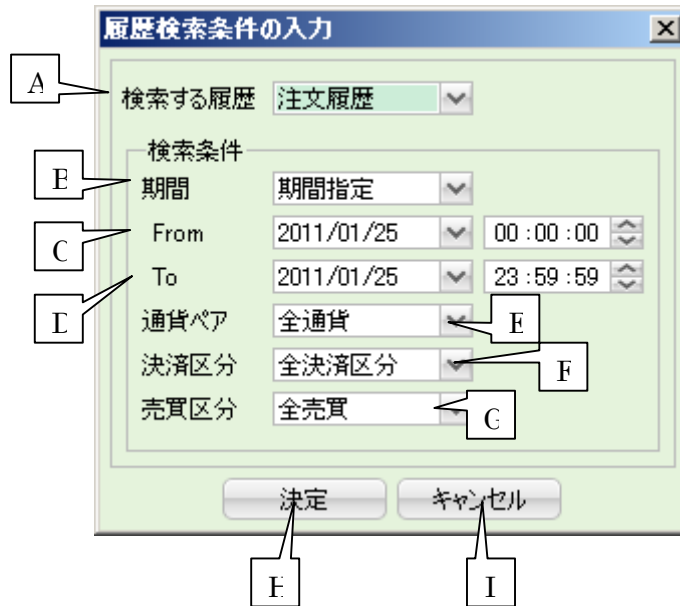 履歴検索条件の入力
A
検索する履歴 注文履歴
検索条件
B
期間 期間指定
C
From 2011/01/25 00:00:00
D
To 2011/01/25 23:59:59
通貨ペア 全通貨
E
決済区分 全決済区分
F
売買区分 全売買
G
決定 キャンセル
H I